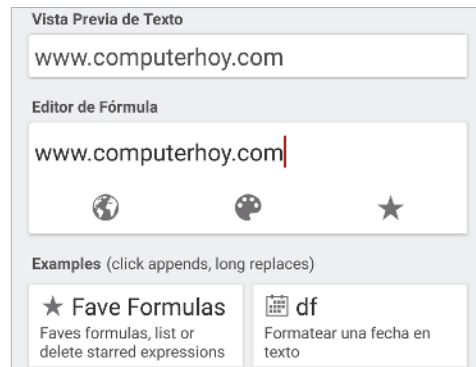 Vista Previa de Texto
www.computerhoy.com
Editor de Fórmula
www.computerhoy.com
Examples (click appends, long replaces)
Fave Formulas
Faves formulas, list or
delete starred expressions
df
Formatear una fecha en
texto